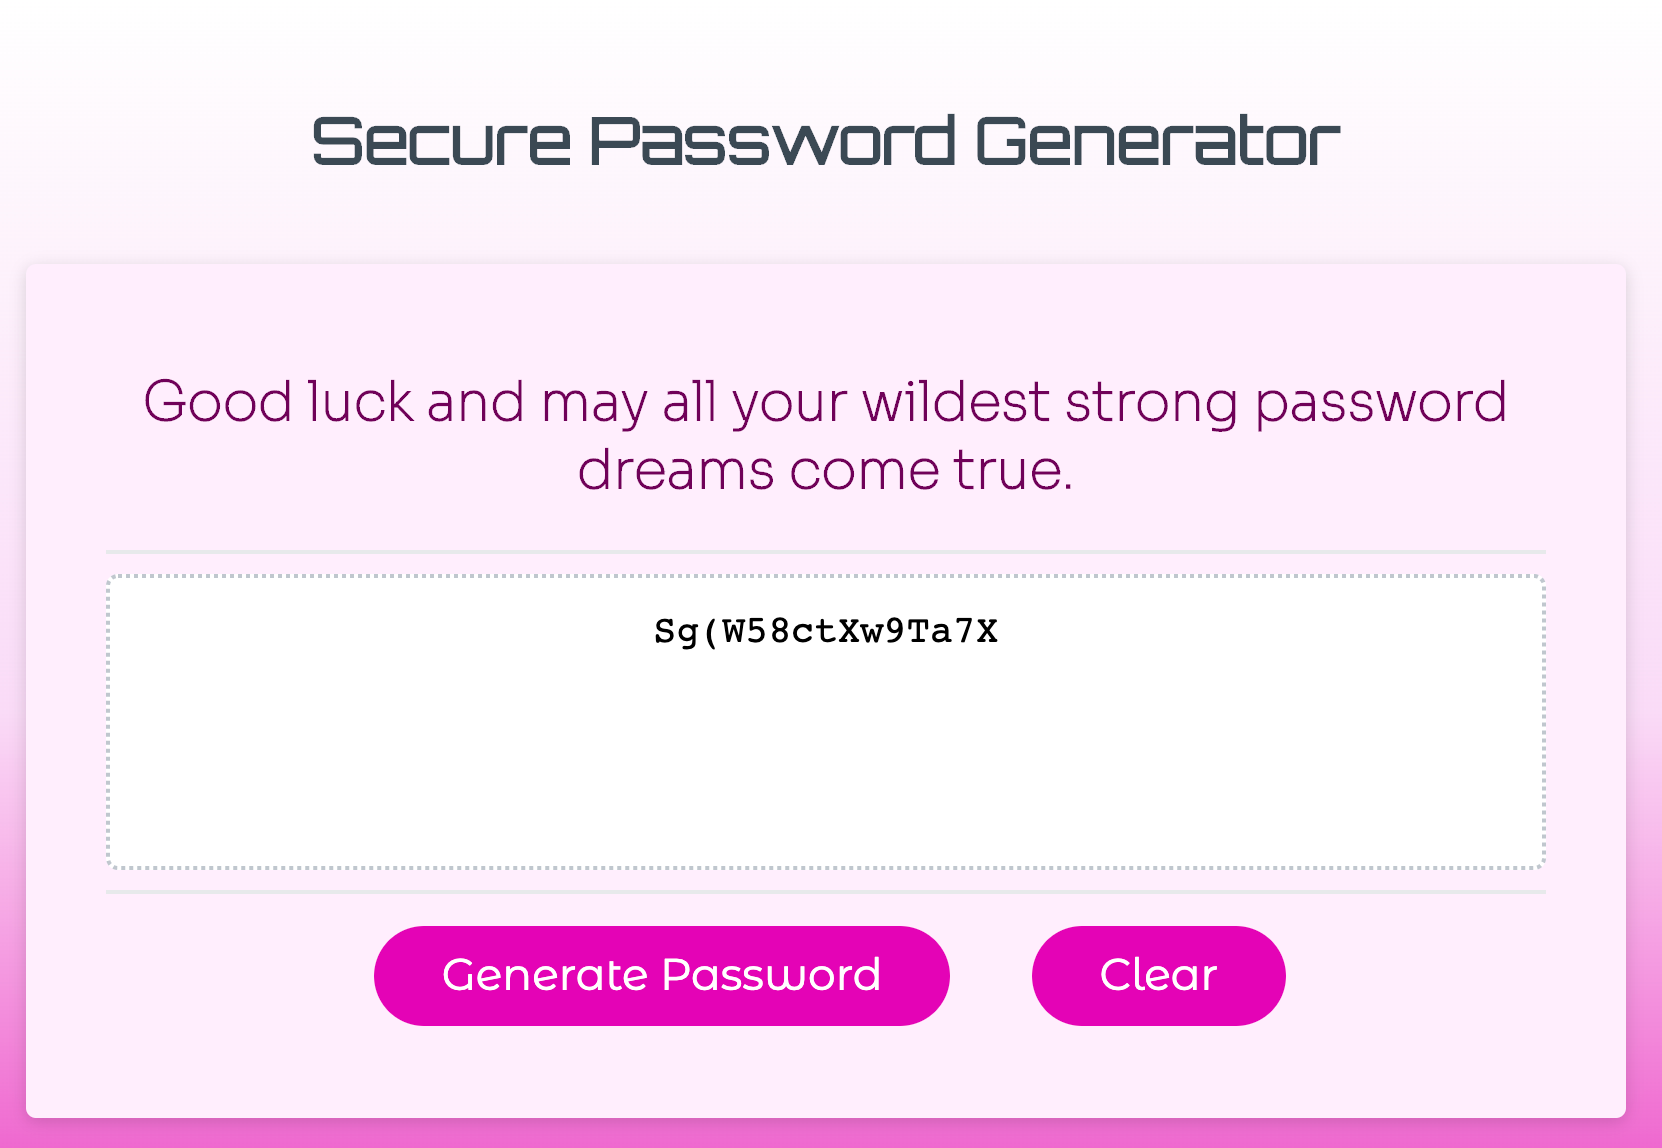 Secure Password Generator
Good luck and may all your wildest strong password
dreams come true.
Sg(W58ctXw9Ta7X
Generate Password
Clear